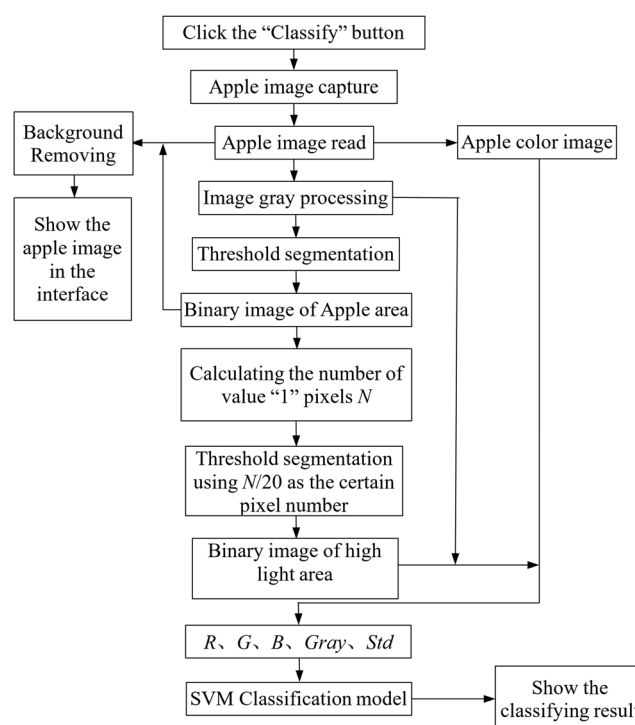 Click the “Classify” button
Apple image capture
Background
Removing
Apple image read
Apple color image
Image gray processing
Show the
apple image
in the
interface
Threshold segmentation
Binary image of Apple area
Calculating the number of
value “1” pixels N
Threshold segmentation
using N/20 as the certain
pixel number
Binary image of high
light area
R、G、B、Gray、Std
SVM Classification model
Show the
classifying result